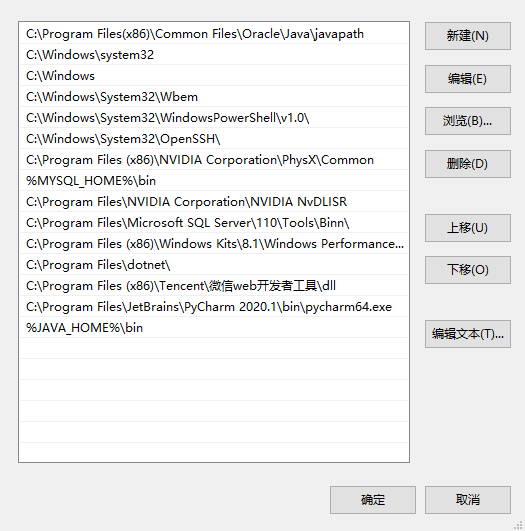 C:\Program Files(x86)\Common Files\Oracle\Java\javapath
C:\Windows\system32
C:\Windows
C:\Windows\System32\Wbem
C:\Windows\System32\WindowsPowerShell\v1.0\
C:\Windows\System32\OpenSSH\
C:\Program Files (x86)\NVIDIA Corporation\PhysX\Common
%MYSQL_HOME%\bin
C:\Program Files\NVIDIA Corporation\NVIDIA NvDLISR
C:\Program Files\Microsoft SQL Server\110\Tools\Binn\
C:\Program Files (x86)\Windows Kits\8.1\Windows Performance...
C:\Program Files\dotnet\
C:\Program Files (x86)\Tencent\微信web开发者工具\dll
C:\Program Files\JetBrains\PyCharm 2020.1\bin\pycharm64.exe
%JAVA_HOME%\bin
新建(N)
编辑(E)
浏览(B)...
删除(D)
上移(U)
下移(O)
编辑文本(T)...
确定
取消